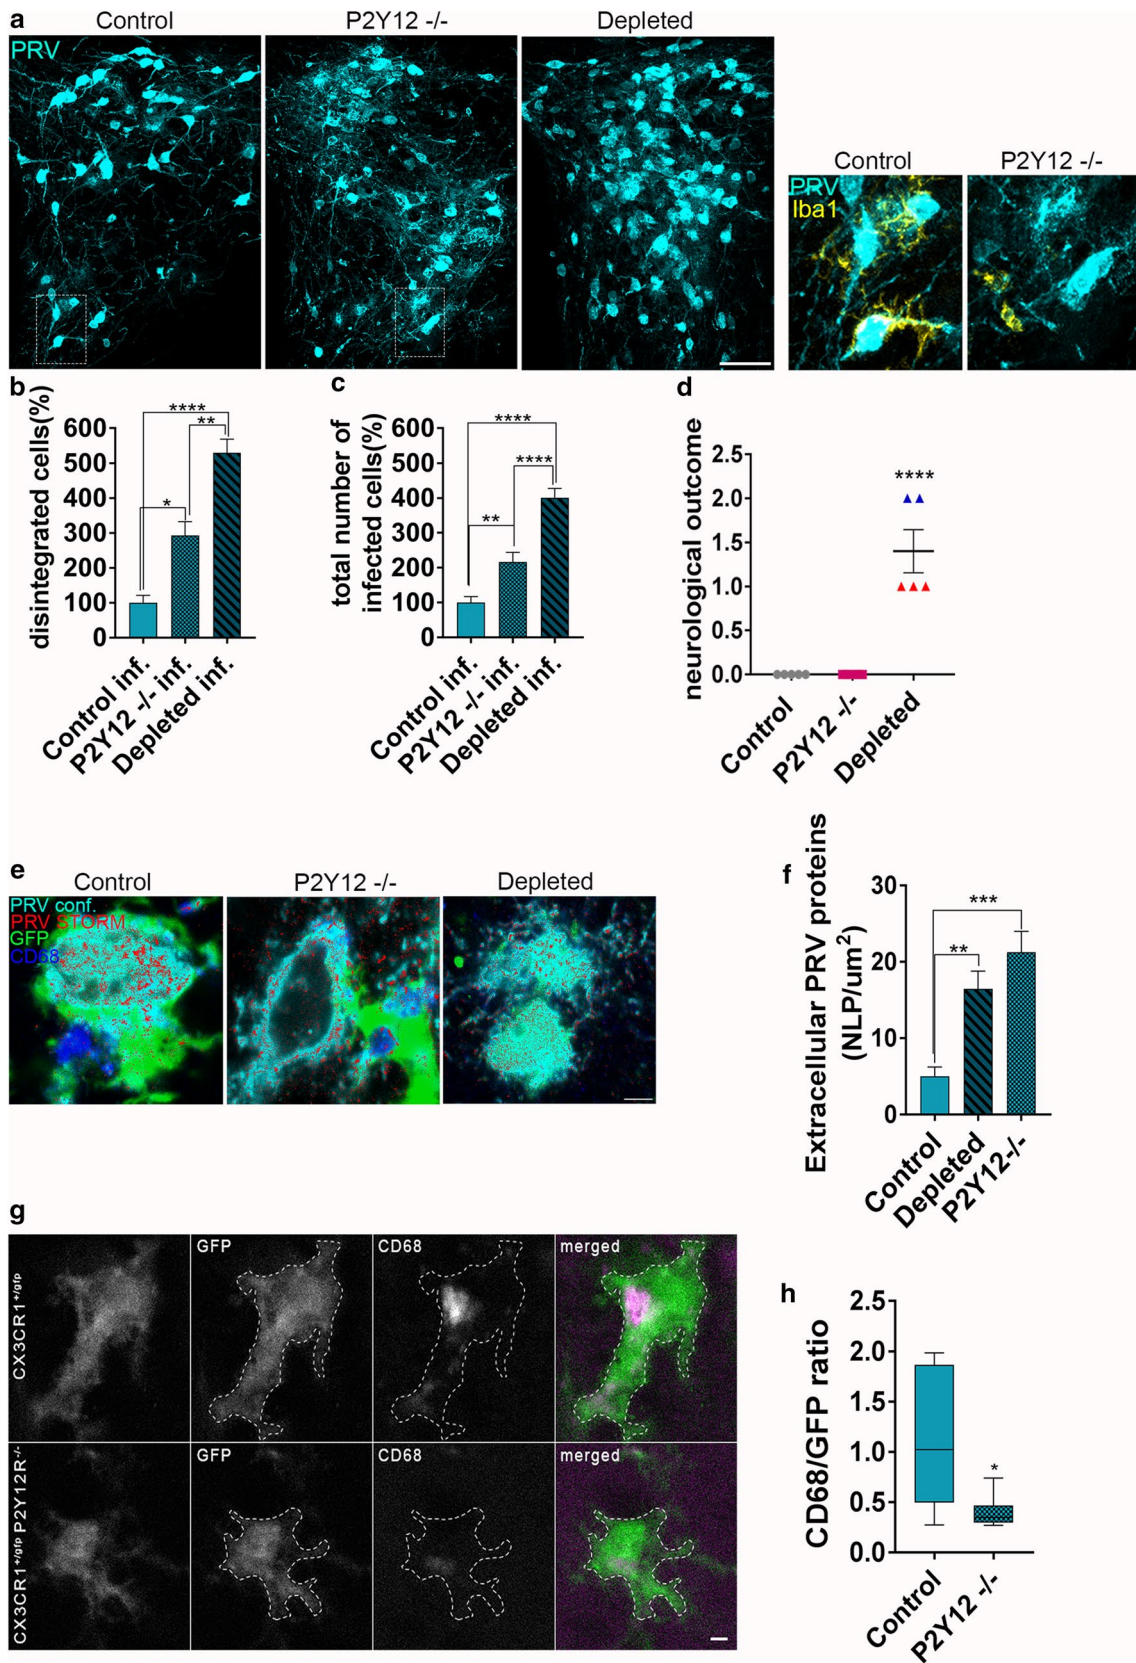 a
Control
P2Y12 -/-
Depleted
PRV
Control
P2Y12 -/-
PRV
Iba1
b
disintegrated cells(%)
600
500
400
300
200
100
0
****
**
*
Control inf.
P2Y12 -/- inf.
Depleted inf.
c
total number of
infected cells(%)
600
500
400
300
200
100
0
****
****
**
Control inf.
P2Y12 -/- inf.
Depleted inf.
d
neurological outcome
2.5
2.0
1.5
1.0
0.5
0.0
****
Control
P2Y12 -/-
Depleted
e
Control
P2Y12 -/-
Depleted
PRV conf.
PRV STORM
GFP
CD68
f
Extracellular PRV proteins
(NLP/um²)
30
20
10
0
***
**
Control
Depleted
P2Y12-/-
g
CX3CR1+/gfp
GFP
CD68
merged
CX3CR1+/gfp P2Y12R-/-
GFP
CD68
merged
h
CD68/GFP ratio
2.5
2.0
1.5
1.0
0.5
0.0
*
Control
P2Y12 -/-